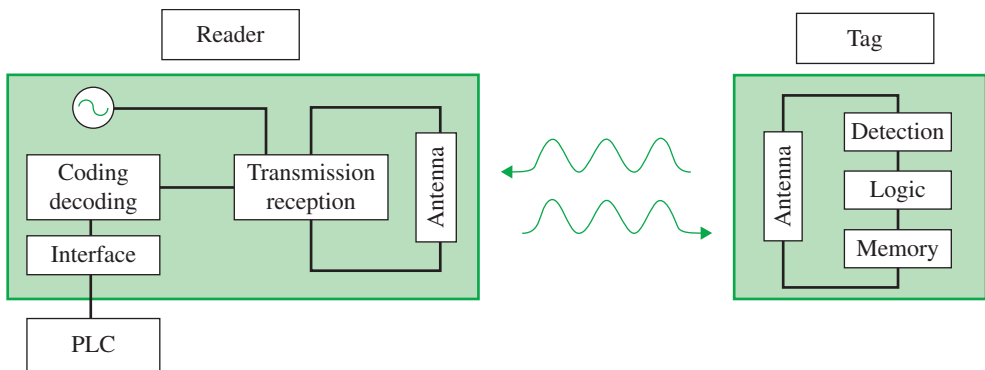 Reader
Tag
Coding
decoding
Interface
PLC
Transmission
reception
Antenna
Antenna
Detection
Logic
Memory